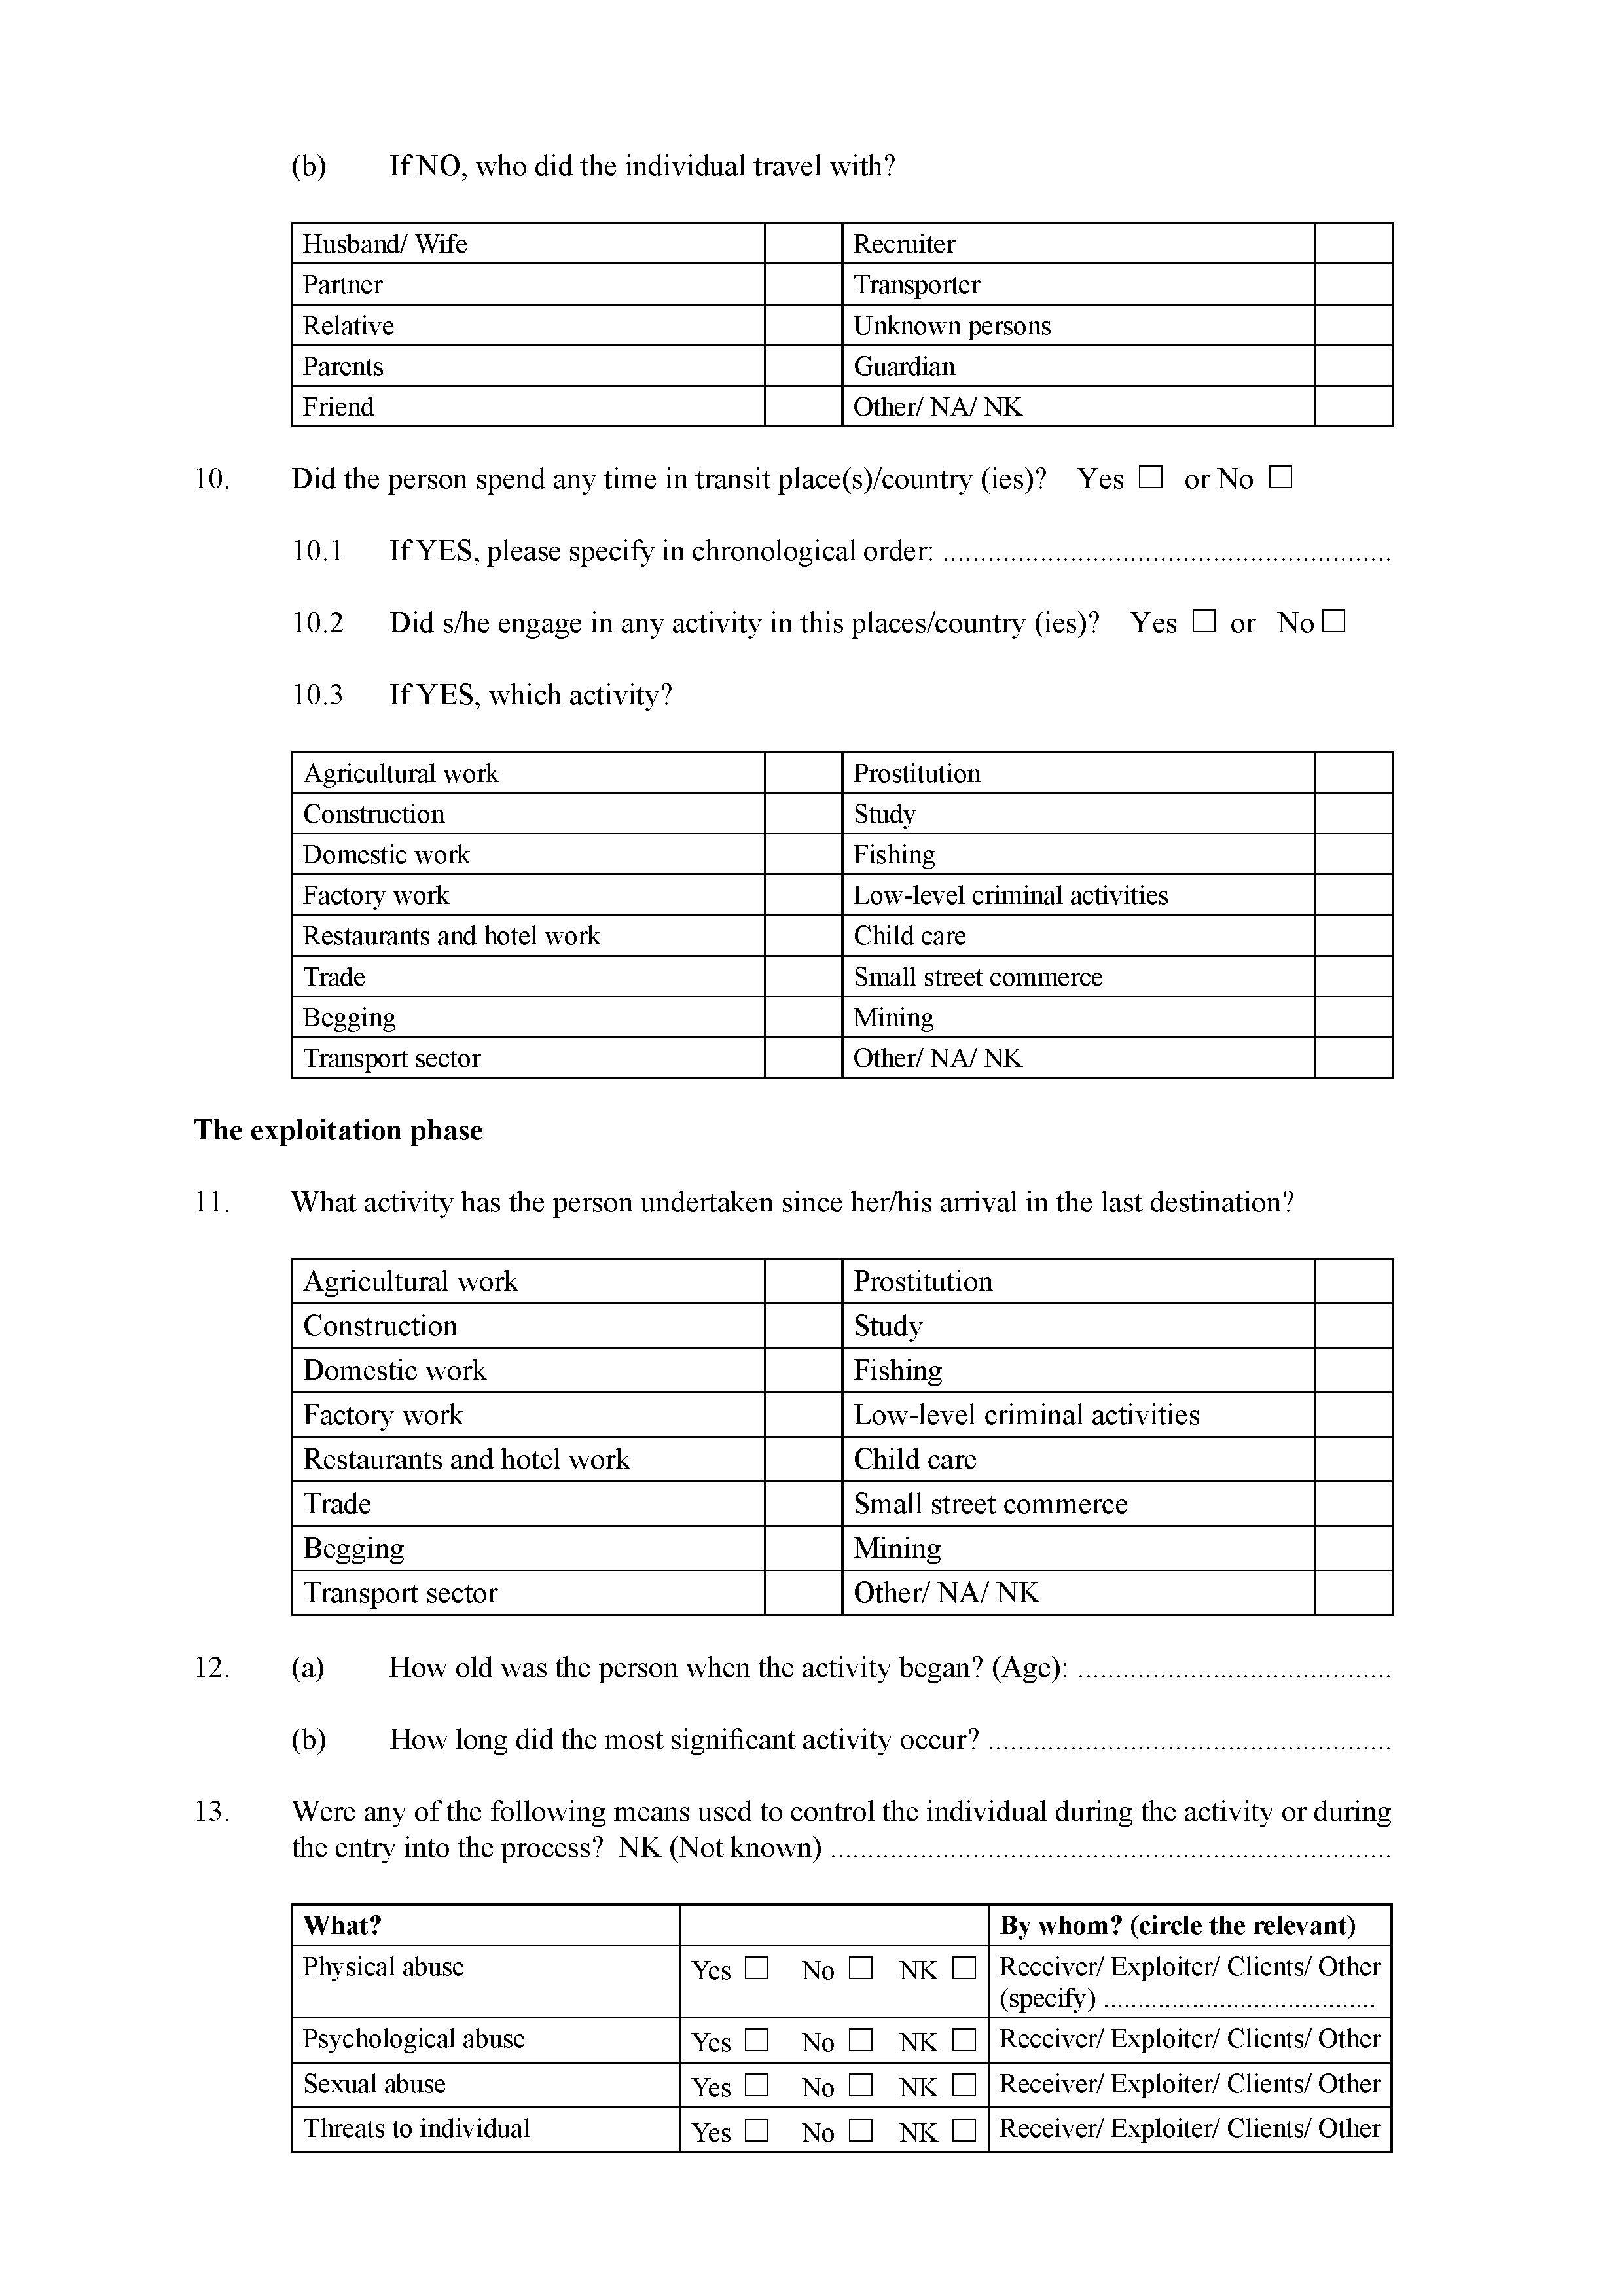 (b) If NO, who did the individual travel with?
Husband/ Wife Recruiter
Partner Transporter
Relative Unknown persons
Parents Guardian
Friend Other/ NA/ NK
10. Did the person spend any time in transit place(s)/country (ies)? Yes ☐ or No ☐
10.1 If YES, please specify in chronological order: ............................................................
10.2 Did s/he engage in any activity in this places/country (ies)? Yes ☐ or No ☐
10.3 If YES, which activity?
Agricultural work Prostitution
Construction Study
Domestic work Fishing
Factory work Low-level criminal activities
Restaurants and hotel work Child care
Trade Small street commerce
Begging Mining
Transport sector Other/ NA/ NK
The exploitation phase
11. What activity has the person undertaken since her/his arrival in the last destination?
Agricultural work Prostitution
Construction Study
Domestic work Fishing
Factory work Low-level criminal activities
Restaurants and hotel work Child care
Trade Small street commerce
Begging Mining
Transport sector Other/ NA/ NK
12. (a) How old was the person when the activity began? (Age): ..........................................
(b) How long did the most significant activity occur? ......................................................
13. Were any of the following means used to control the individual during the activity or during
the entry into the process? NK (Not known) ...........................................................................
What? By whom? (circle the relevant)
Physical abuse Yes ☐ No ☐ NK ☐ Receiver/ Exploiter/ Clients/ Other
(specify) .......................................
Psychological abuse Yes ☐ No ☐ NK ☐ Receiver/ Exploiter/ Clients/ Other
Sexual abuse Yes ☐ No ☐ NK ☐ Receiver/ Exploiter/ Clients/ Other
Threats to individual Yes ☐ No ☐ NK ☐ Receiver/ Exploiter/ Clients/ Other